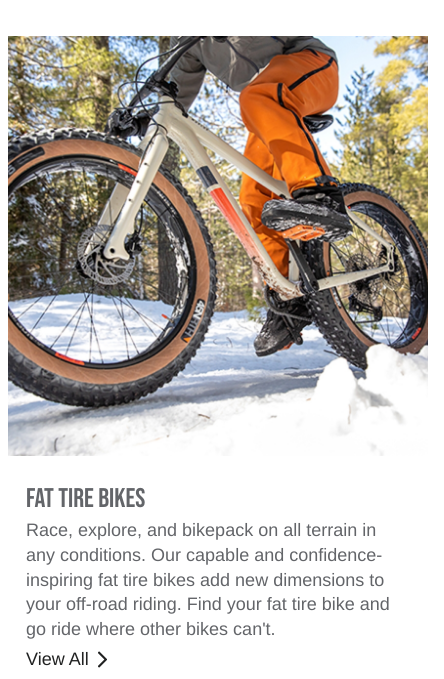 FAT TIRE BIKES
Race, explore, and bikepack on all terrain in
any conditions. Our capable and confidence-
inspiring fat tire bikes add new dimensions to
your off-road riding. Find your fat tire bike and
go ride where other bikes can't.
View All